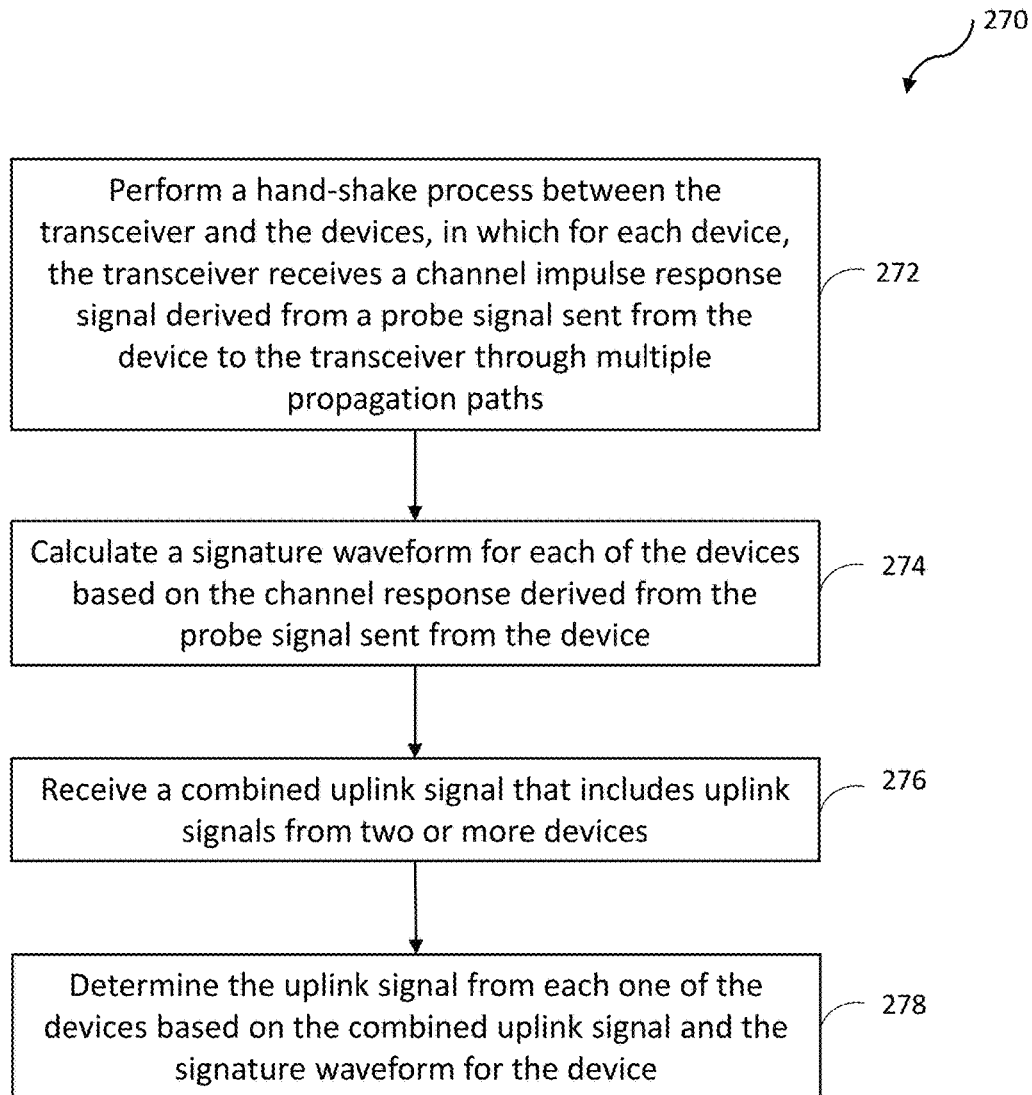 270
Perform a hand-shake process between the
transceiver and the devices, in which for each device,
the transceiver receives a channel impulse response
signal derived from a probe signal sent from the
device to the transceiver through multiple
propagation paths
272
Calculate a signature waveform for each of the devices
based on the channel response derived from the
probe signal sent from the device
274
Receive a combined uplink signal that includes uplink
signals from two or more devices
276
Determine the uplink signal from each one of the
devices based on the combined uplink signal and the
signature waveform for the device
278